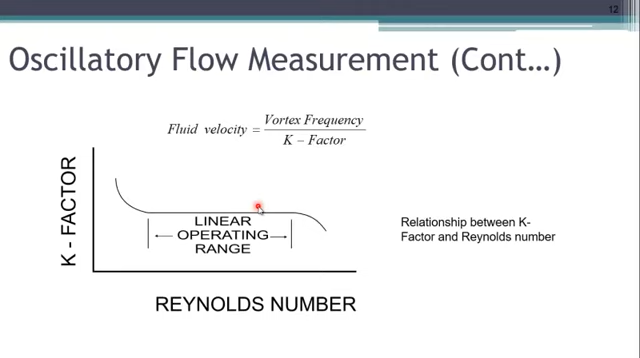 12
Oscillatory Flow Measurement (Cont…)
Fluid velocity = Vortex Frequency / K – Factor
K - FACTOR
LINEAR
OPERATING
RANGE
REYNOLDS NUMBER
Relationship between K-
Factor and Reynolds number